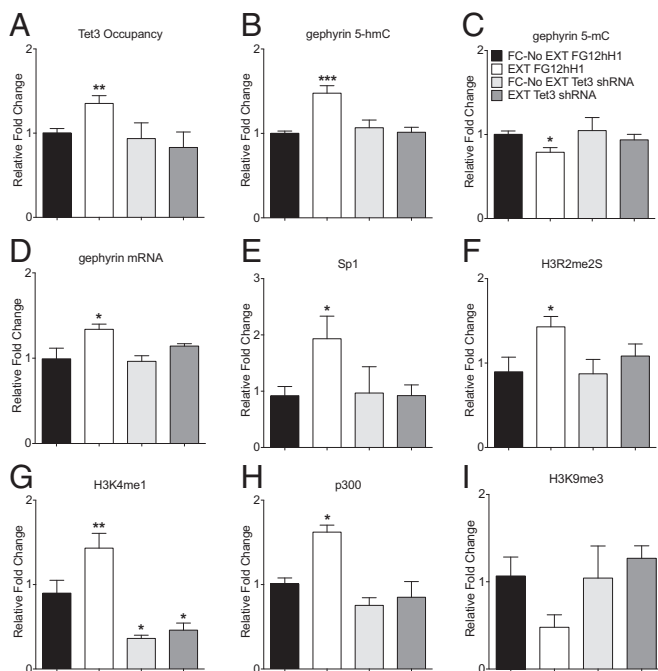 A
Tet3 Occupancy
Relative Fold Change
2
1
0
**
B
gephyrin 5-hmC
Relative Fold Change
2
1
0
***
C
gephyrin 5-mC
Relative Fold Change
2
1
0
*
FC-No EXT FG12hH1
EXT FG12hH1
FC-No EXT Tet3 shRNA
EXT Tet3 shRNA
D
gephyrin mRNA
Relative Fold Change
2
1
0
*
E
Sp1
Relative Fold Change
3
2
1
0
*
F
H3R2me2S
Relative Fold Change
2
1
0
*
G
H3K4me1
Relative Fold Change
2
1
0
**
*
*
H
p300
Relative Fold Change
2
1
0
*
I
H3K9me3
Relative Fold Change
2
1
0